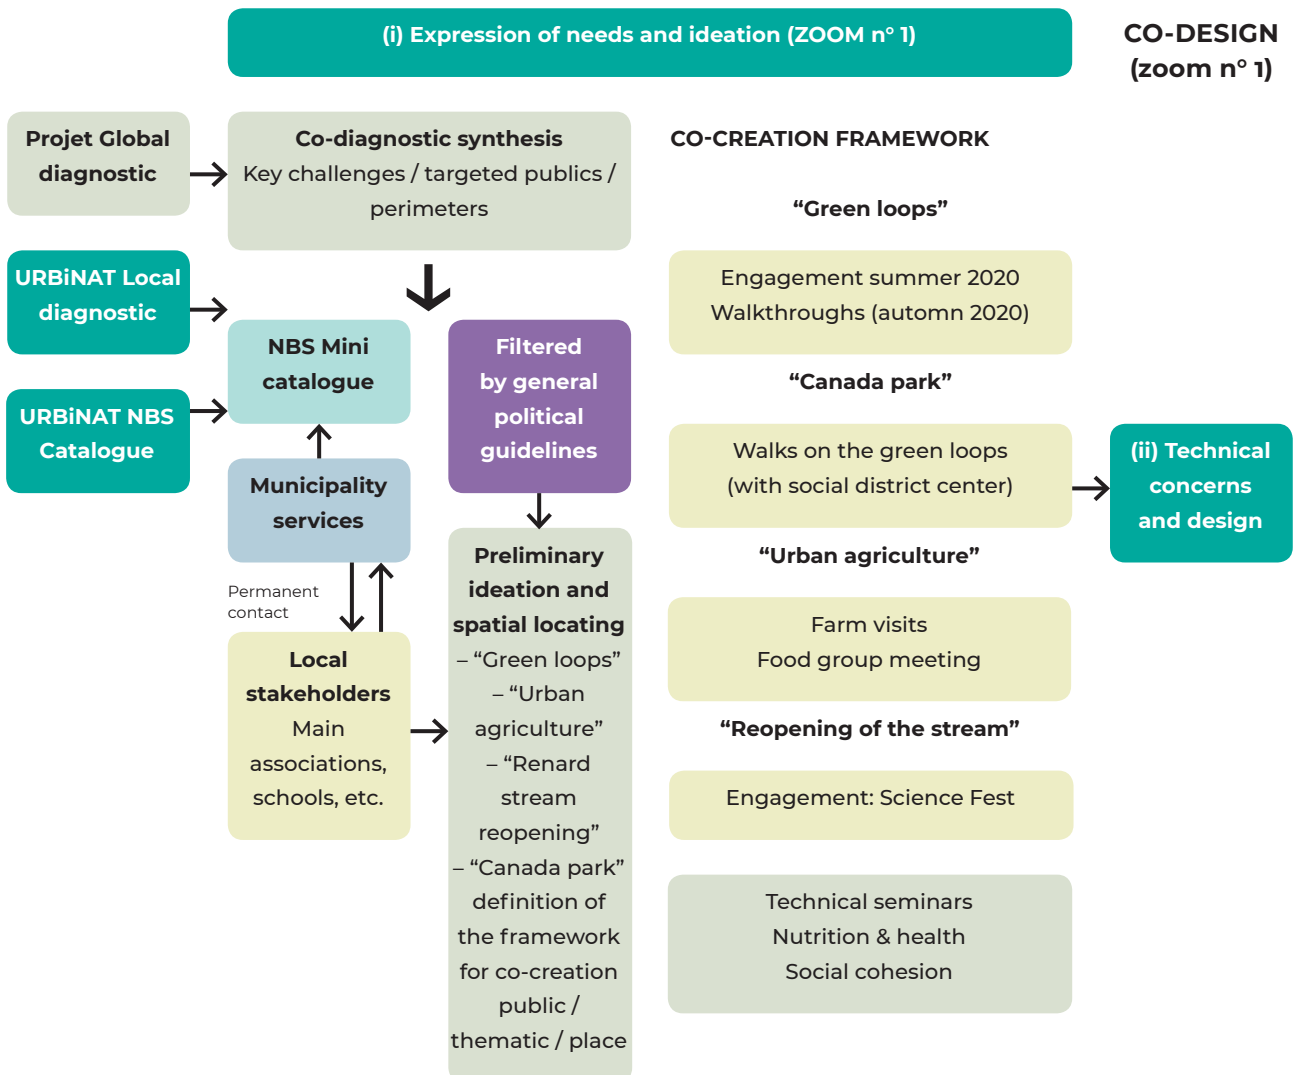 (i) Expression of needs and ideation (ZOOM n° 1)
CO-DESIGN
(zoom n° 1)
Projet Global
diagnostic
Co-diagnostic synthesis
Key challenges / targeted publics /
perimeters
URBiNAT Local
diagnostic
URBiNAT NBS
Catalogue
NBS Mini
catalogue
Filtered
by general
political
guidelines
Municipality
services
Permanent
contact
Local
stakeholders
Main
associations,
schools, etc.
Preliminary
ideation and
spatial locating
– “Green loops”
– “Urban
agriculture”
– “Renard
stream
reopening”
– “Canada park”
definition of
the framework
for co-creation
public /
thematic / place
CO-CREATION FRAMEWORK
“Green loops”
Engagement summer 2020
Walkthroughs (automn 2020)
“Canada park”
Walks on the green loops
(with social district center)
“Urban agriculture”
Farm visits
Food group meeting
“Reopening of the stream”
Engagement: Science Fest
Technical seminars
Nutrition & health
Social cohesion
(ii) Technical
concerns
and design